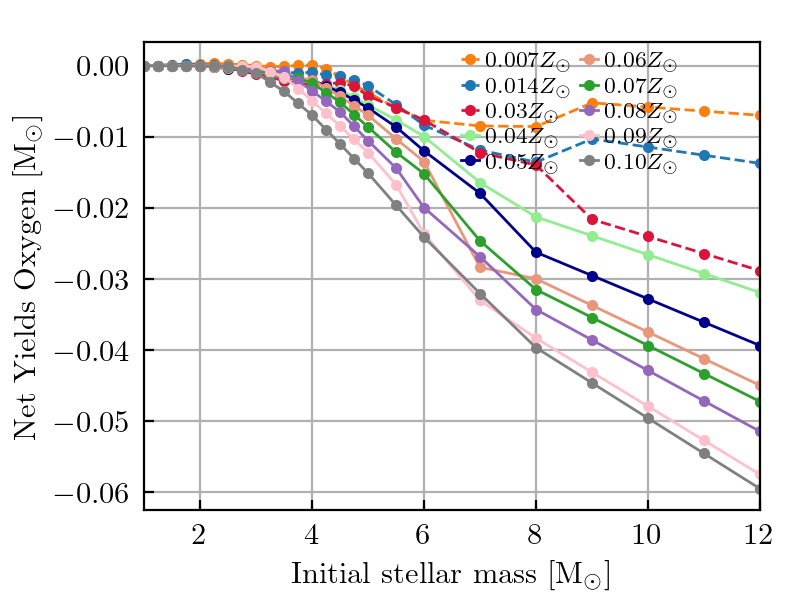 0.00
−0.01
−0.02
−0.03
−0.04
−0.05
−0.06
Net Yields Oxygen [M☉]
0.007Z☉ 0.06Z☉
0.014Z☉ 0.07Z☉
0.03Z☉ 0.08Z☉
0.04Z☉ 0.09Z☉
0.05Z☉ 0.10Z☉
2 4 6 8 10 12
Initial stellar mass [M☉]